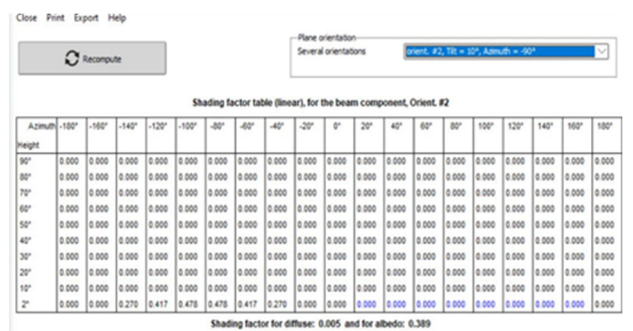 Close Print Export Help
Plane orientation
Several orientations orient. #2, Tilt = 10°, Azimuth = -90°
Recompute
Shading factor table (linear), for the beam component, Orient. #2
Azimuth -180° -160° -140° -120° -100° -80° -60° -40° -20° 0° 20° 40° 60° 80° 100° 120° 140° 160° 180°
Height
90° 0.000 0.000 0.000 0.000 0.000 0.000 0.000 0.000 0.000 0.000 0.000 0.000 0.000 0.000 0.000 0.000 0.000 0.000 0.000
80° 0.000 0.000 0.000 0.000 0.000 0.000 0.000 0.000 0.000 0.000 0.000 0.000 0.000 0.000 0.000 0.000 0.000 0.000 0.000
70° 0.000 0.000 0.000 0.000 0.000 0.000 0.000 0.000 0.000 0.000 0.000 0.000 0.000 0.000 0.000 0.000 0.000 0.000 0.000
60° 0.000 0.000 0.000 0.000 0.000 0.000 0.000 0.000 0.000 0.000 0.000 0.000 0.000 0.000 0.000 0.000 0.000 0.000 0.000
50° 0.000 0.000 0.000 0.000 0.000 0.000 0.000 0.000 0.000 0.000 0.000 0.000 0.000 0.000 0.000 0.000 0.000 0.000 0.000
40° 0.000 0.000 0.000 0.000 0.000 0.000 0.000 0.000 0.000 0.000 0.000 0.000 0.000 0.000 0.000 0.000 0.000 0.000 0.000
30° 0.000 0.000 0.000 0.000 0.000 0.000 0.000 0.000 0.000 0.000 0.000 0.000 0.000 0.000 0.000 0.000 0.000 0.000 0.000
20° 0.000 0.000 0.000 0.000 0.000 0.000 0.000 0.000 0.000 0.000 0.000 0.000 0.000 0.000 0.000 0.000 0.000 0.000 0.000
10° 0.000 0.000 0.000 0.000 0.000 0.000 0.000 0.000 0.000 0.000 0.000 0.000 0.000 0.000 0.000 0.000 0.000 0.000 0.000
2° 0.000 0.000 0.270 0.417 0.478 0.478 0.417 0.270 0.000 0.000 0.000 0.000 0.000 0.000 0.000 0.000 0.000 0.000 0.000
Shading factor for diffuse: 0.005 and for albedo: 0.389